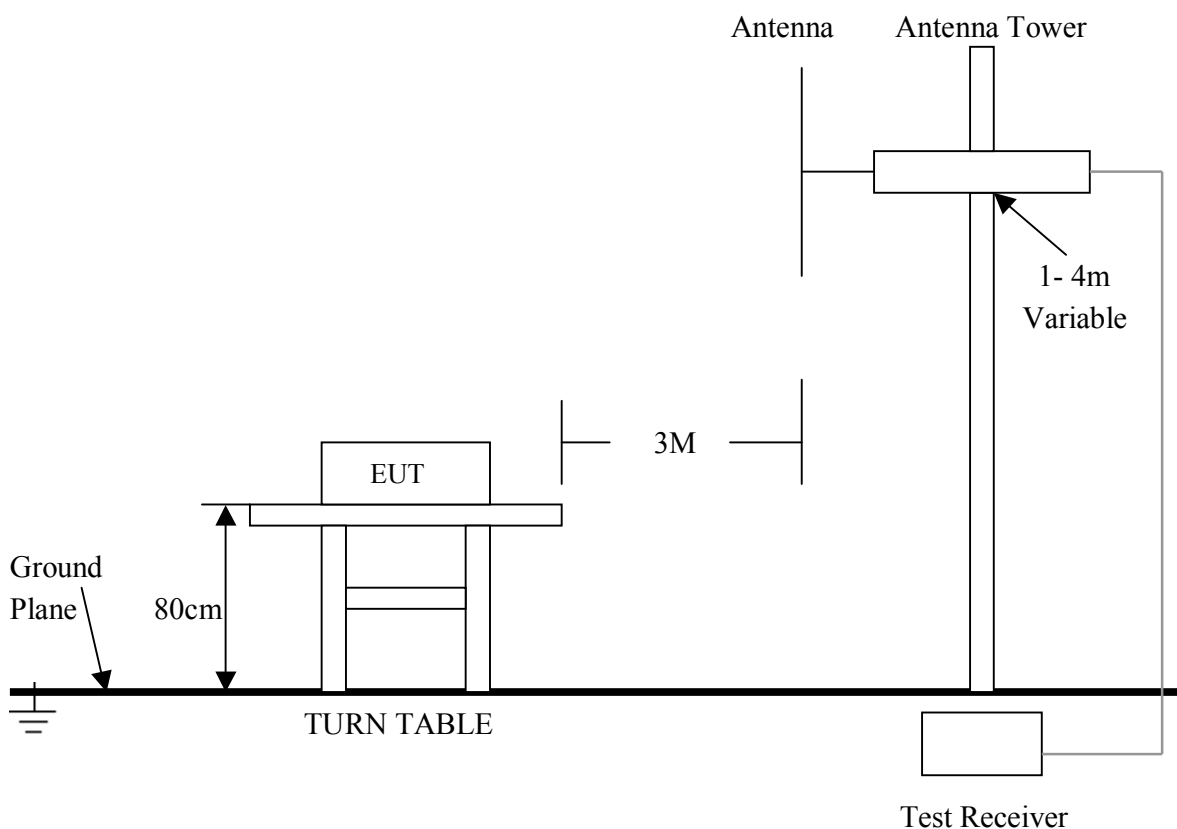 Antenna
Antenna Tower
1- 4m
Variable
3M
EUT
Ground
Plane
80cm
TURN TABLE
Test Receiver